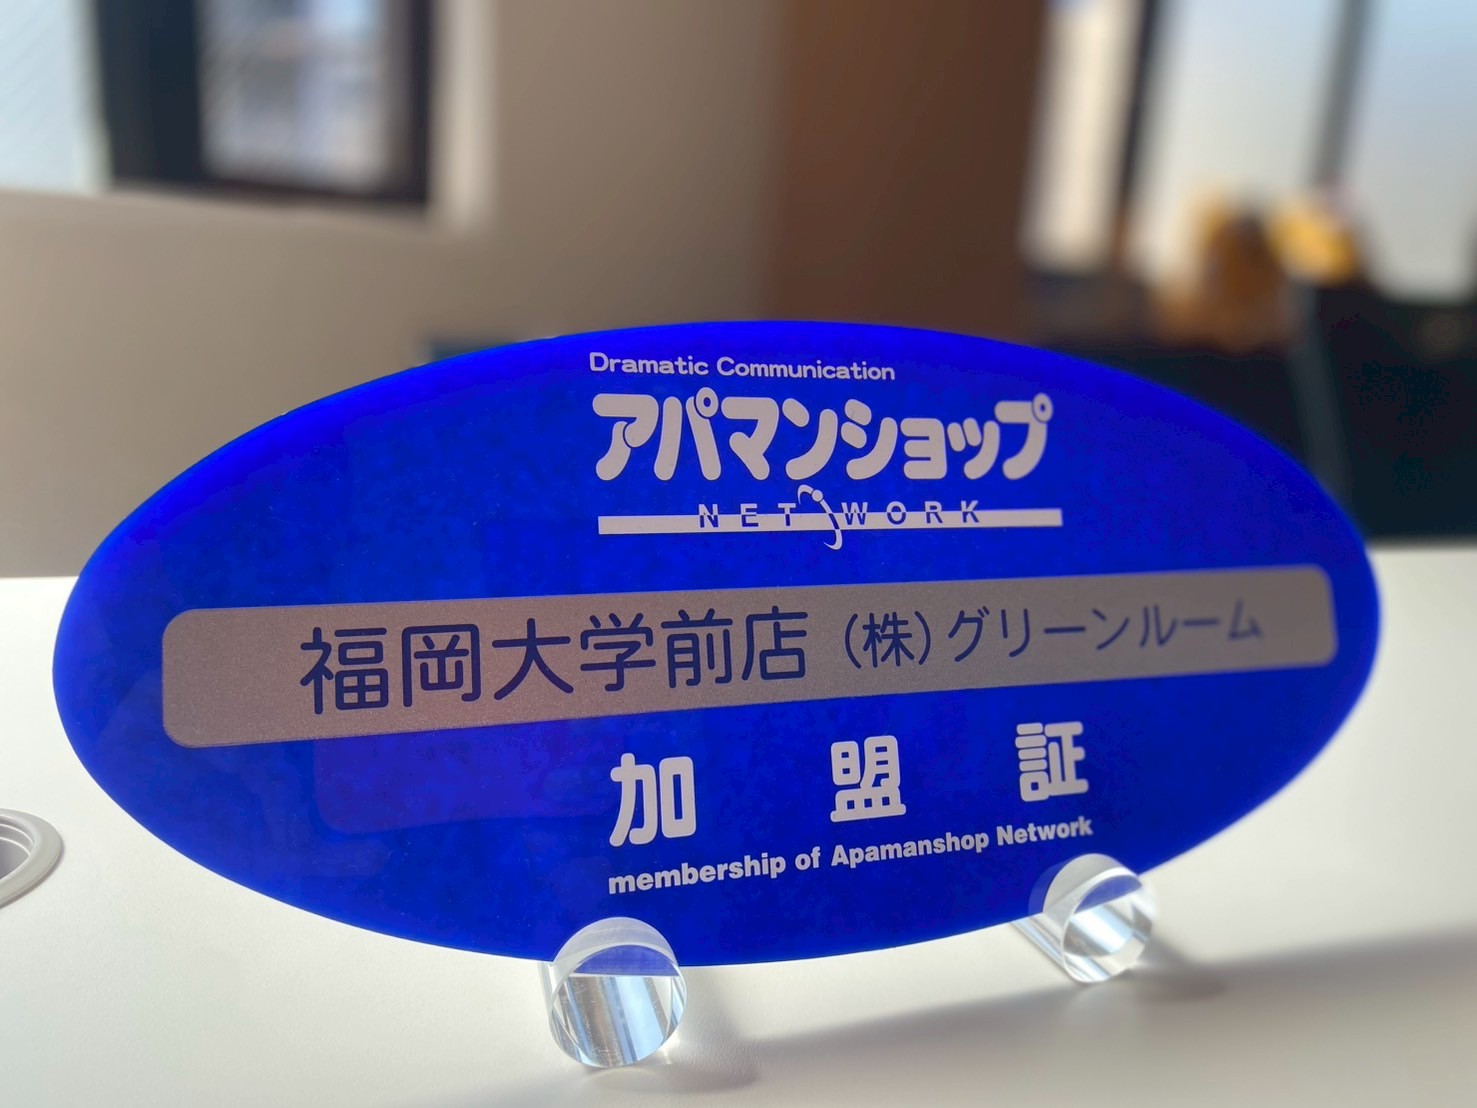 Dramatic Communication
アパマンショップ
NETWORK
福岡大学前店 (株)グリーンルーム
加盟証
membership of Apamanshop Network